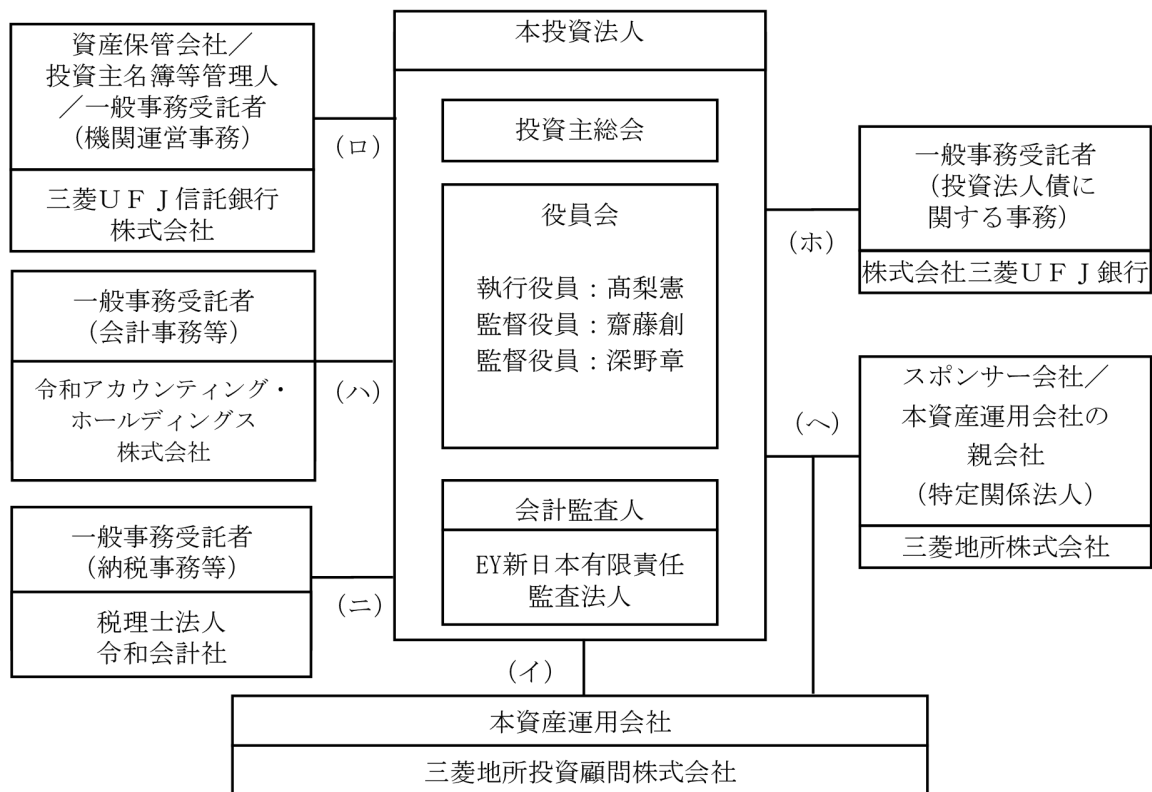 資産保管会社／
投資主名簿等管理人
／一般事務受託者
（機関運営事務）
三菱ＵＦＪ信託銀行
株式会社
（ロ）
一般事務受託者
（会計事務等）
令和アカウンティング・
ホールディングス
株式会社
（ハ）
一般事務受託者
（納税事務等）
税理士法人
令和会計社
（ニ）
本投資法人
投資主総会
役員会
執行役員：髙梨憲
監督役員：齋藤創
監督役員：深野章
会計監査人
EY新日本有限責任
監査法人
（イ）
一般事務受託者
（投資法人債に
関する事務）
株式会社三菱ＵＦＪ銀行
（ホ）
スポンサー会社／
本資産運用会社の
親会社
（特定関係法人）
三菱地所株式会社
（ヘ）
本資産運用会社
三菱地所投資顧問株式会社